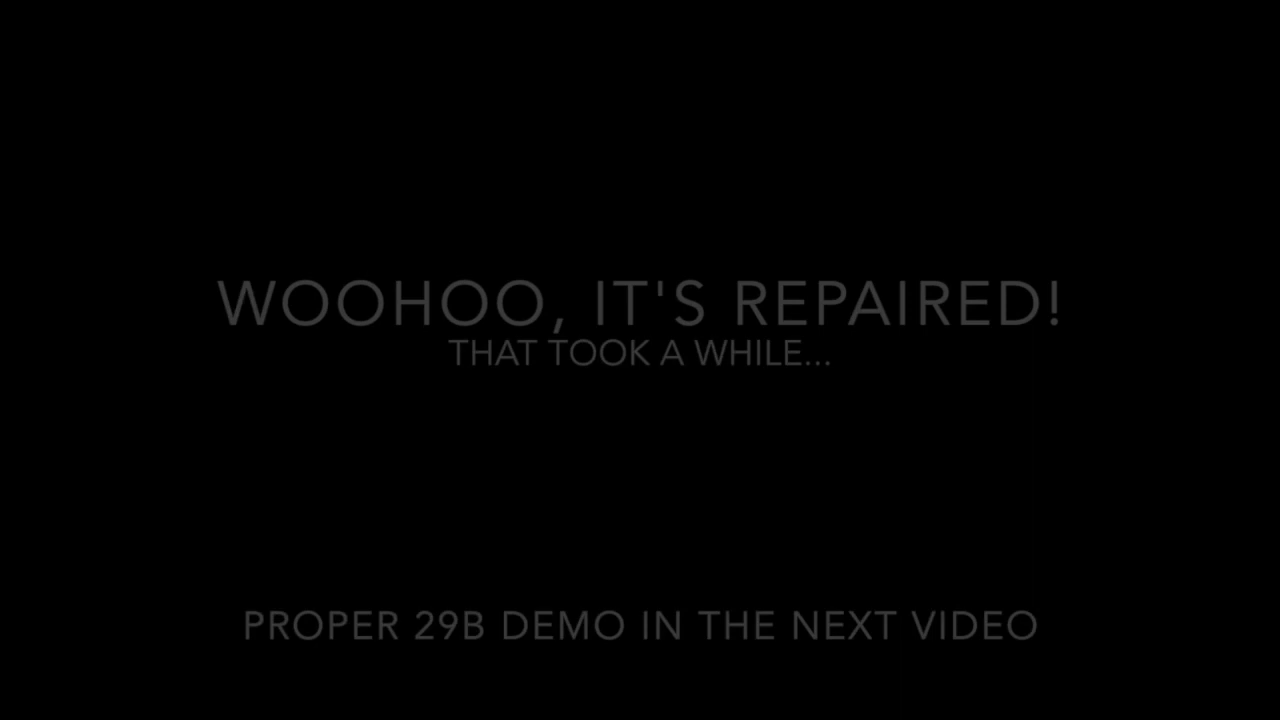 WOOHOO, IT'S REPAIRED!
THAT TOOK A WHILE...
PROPER 29B DEMO IN THE NEXT VIDEO